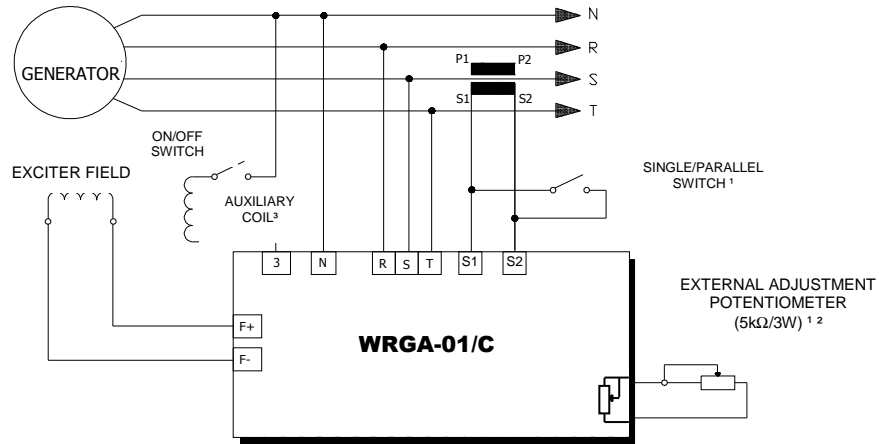 N
R
P1 P2
GENERATOR
S
S1 S2
T
ON/OFF
SWITCH
EXCITER FIELD
SINGLE/PARALLEL
SWITCH ¹
AUXILIARY
COIL³
3 N R S T S1 S2
EXTERNAL ADJUSTMENT
POTENTIOMETER
(5kΩ/3W) ¹ ²
F+
WRGA-01/C
F-